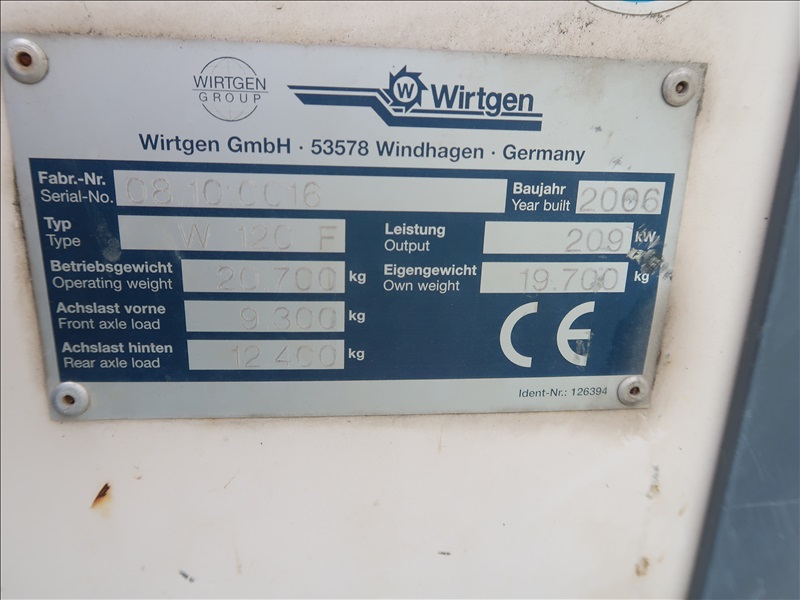 WIRTGEN
GROUP
W Wirtgen
Wirtgen GmbH · 53578 Windhagen · Germany
Fabr.-Nr.
Serial-No. 08.10.0016
Baujahr
Year built 2006
Typ
Type W 120 F
Leistung
Output 209 kW
Betriebsgewicht
Operating weight 20.700 kg
Eigengewicht
Own weight 19.700 kg
Achslast vorne
Front axle load 9.300 kg
Achslast hinten
Rear axle load 12.400 kg
CE
Ident-Nr.: 126394